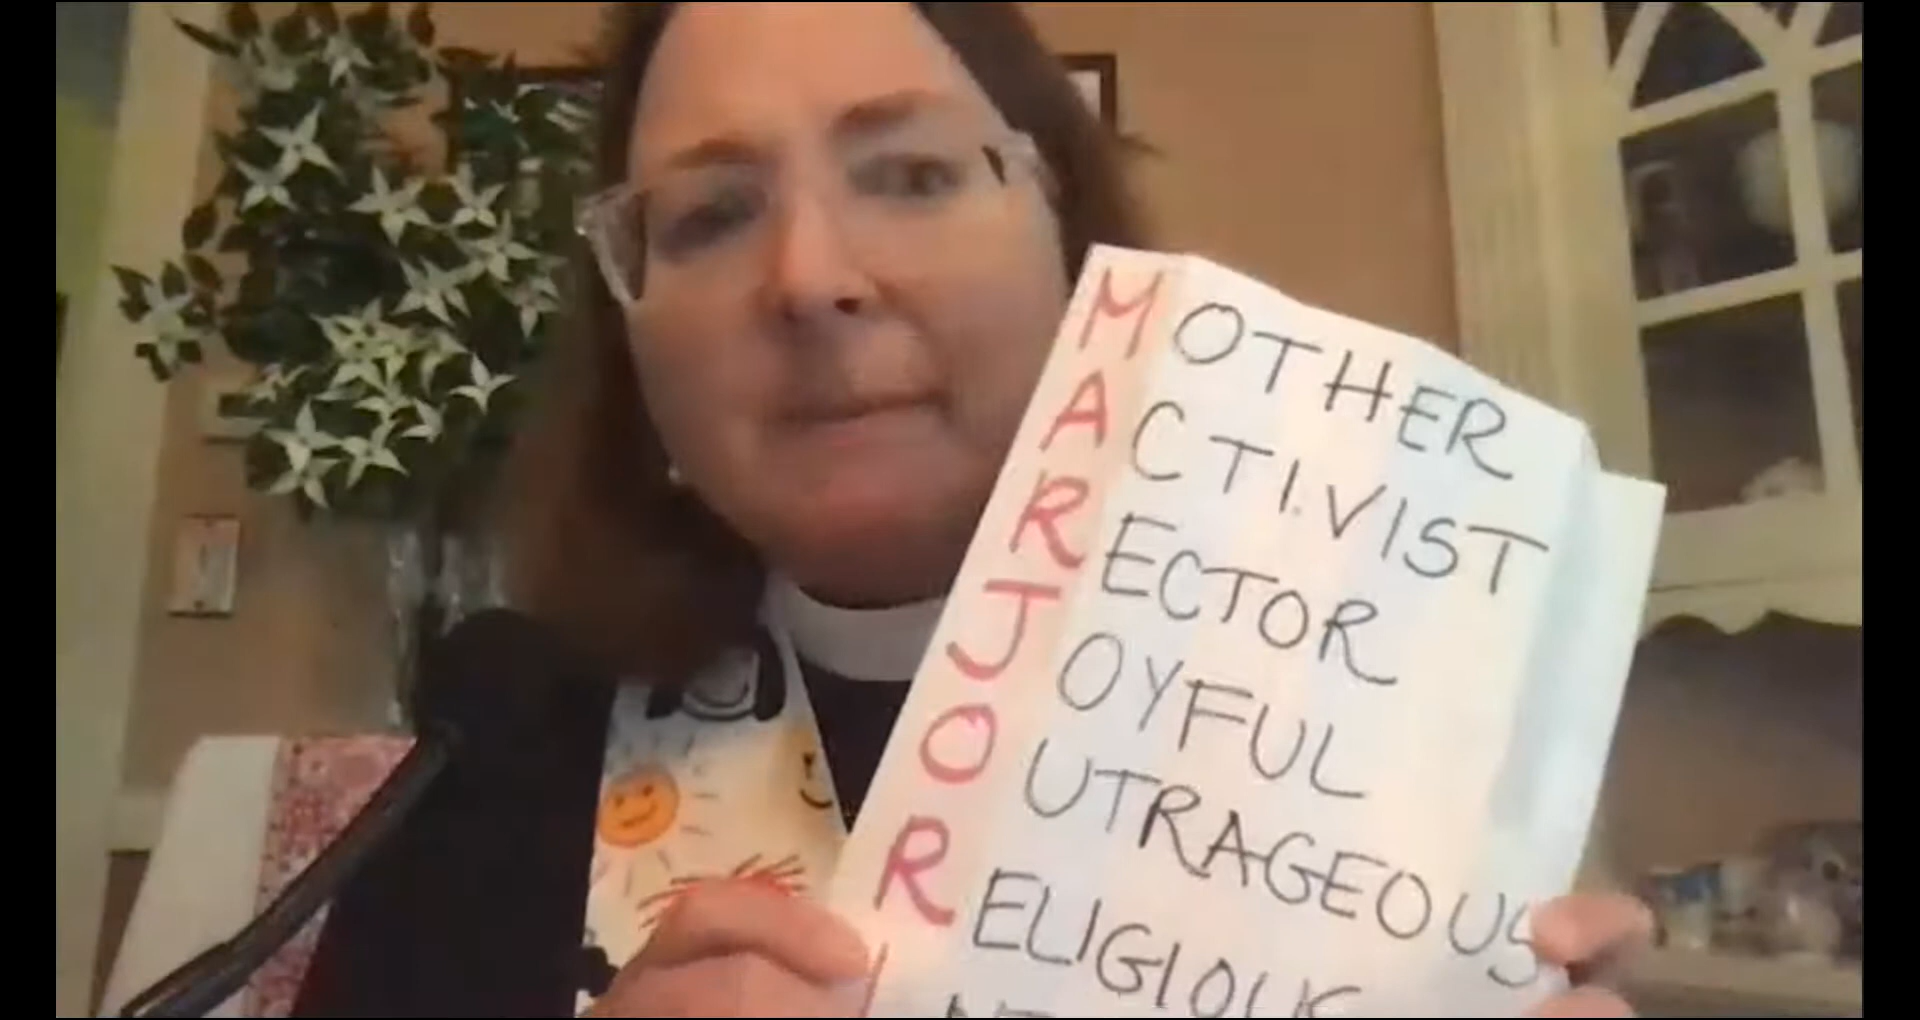 MOTHER
ACTIVIST
RECTOR
JOYFUL
OUTRAGEOUS
RELIGIOUS